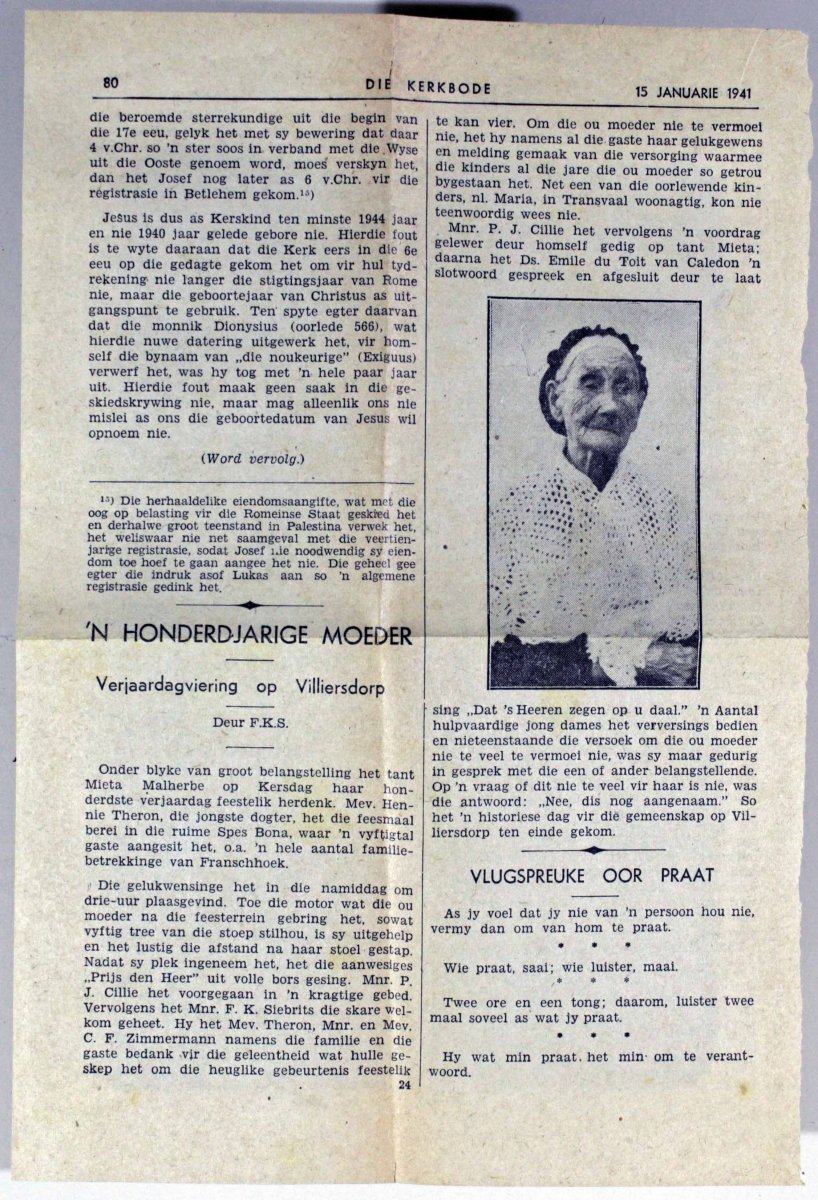 80
DIE KERKBODE
15 JANUARIE 1941
die beroemde sterrekundige uit die begin van
die 17e eeu, gelyk het met sy bewering dat daar
4 v.Chr. so 'n ster soos in verband met die Wyse
uit die Ooste genoem word, moes verskyn het,
dan het Josef nog later as 6 v.Chr. vir die
registrasie in Betlehem gekom.¹⁵)
Jesus is dus as Kerskind ten minste 1944 jaar
en nie 1940 jaar gelede gebore nie. Hierdie fout
is te wyte daaraan dat die Kerk eers in die 6e
eeu op die gedagte gekom het om vir hul tyd-
rekening nie langer die stigtingsjaar van Rome
nie, maar die geboortejaar van Christus as uit-
gangspunt te gebruik. Ten spyte egter daarvan
dat die monnik Dionysius (oorlede 566), wat
hierdie nuwe datering uitgewerk het, vir hom-
self die bynaam van „die noukeurige” (Exiguus)
verwerf het, was hy tog met 'n hele paar jaar
uit. Hierdie fout maak geen saak in die ge-
skiedskrywing nie, maar mag alleenlik ons nie
mislei as ons die geboortedatum van Jesus wil
opnoem nie.
(Word vervolg.)
¹⁵) Die herhaaldelike eiendomsaangifte, wat met die
oog op belasting vir die Romeinse Staat geskied het
en derhalwe groot teenstand in Palestina verwek het,
het weliswaar nie net saamgeval met die veertien-
jarige registrasie, sodat Josef nie noodwendig sy eien-
dom toe hoef te gaan aangee het nie. Die geheel gee
egter die indruk asof Lukas aan so 'n algemene
registrasie gedink het.
'N HONDERD-JARIGE MOEDER
Verjaardagviering op Villiersdorp
Deur F.K.S.
Onder blyke van groot belangstelling het tant
Mieta Malherbe op Kersdag haar hon-
derdste verjaardag feestelik herdenk. Mev. Hen-
nie Theron, die jongste dogter, het die feesmaal
berei in die ruime Spes Bona, waar 'n vyftigtal
gaste aangesit het, o.a. 'n hele aantal familie-
betrekkinge van Franschhoek.
Die gelukwensinge het in die namiddag om
drie-uur plaasgevind. Toe die motor wat die ou
moeder na die feesterrein gebring het, sowat
vyftig tree van die stoep stilhou, is sy uitgehelp
en het lustig die afstand na haar stoel gestap.
Nadat sy plek ingeneem het, het die aanwesiges
„Prijs den Heer” uit volle bors gesing. Mnr. P.
J. Cillie het voorgegaan in 'n kragtige gebed.
Vervolgens het Mnr. F. K. Siebrits die skare wel-
kom geheet. Hy het Mev. Theron, Mnr. en Mev.
C. F. Zimmermann namens die familie en die
gaste bedank vir die geleentheid wat hulle ge-
skep het om die heuglike gebeurtenis feestelik
24
te kan vier. Om die ou moeder nie te vermoei
nie, het hy namens al die gaste haar gelukgewens
en melding gemaak van die versorging waarmee
die kinders al die jare die ou moeder so getrou
bygestaan het. Net een van die oorlewende kin-
ders, nl. Maria, in Transvaal woonagtig, kon nie
teenwoordig wees nie.
Mnr. P. J. Cillie het vervolgens 'n voordrag
gelewer deur homself gedig op tant Mieta;
daarna het Ds. Emile du Toit van Caledon 'n
slotwoord gespreek en afgesluit deur te laat
sing „Dat 's Heeren zegen op u daal.” 'n Aantal
hulpvaardige jong dames het verversings bedien
en nieteenstaande die versoek om die ou moeder
nie te veel te vermoei nie, was sy maar gedurig
in gesprek met die een of ander belangstellende.
Op 'n vraag of dit nie te veel vir haar is nie, was
die antwoord: „Nee, dis nog aangenaam.” So
het 'n historiese dag vir die gemeenskap op Vil-
liersdorp ten einde gekom.
VLUGSPREUKE OOR PRAAT
As jy voel dat jy nie van 'n persoon hou nie,
vermy dan om van hom te praat.
* * *
Wie praat, saai; wie luister, maai.
* * *
Twee ore en een tong; daarom, luister twee
maal soveel as wat jy praat.
* * *
Hy wat min praat, het min om te verant-
woord.